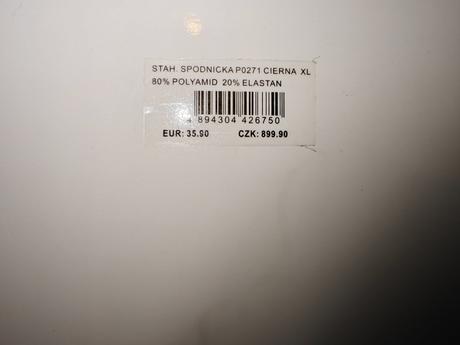 STAH. SPODNICKA P0271 CIERNA XL
80% POLYAMID 20% ELASTAN
4 894304 426750
EUR: 35.90 CZK: 899.90